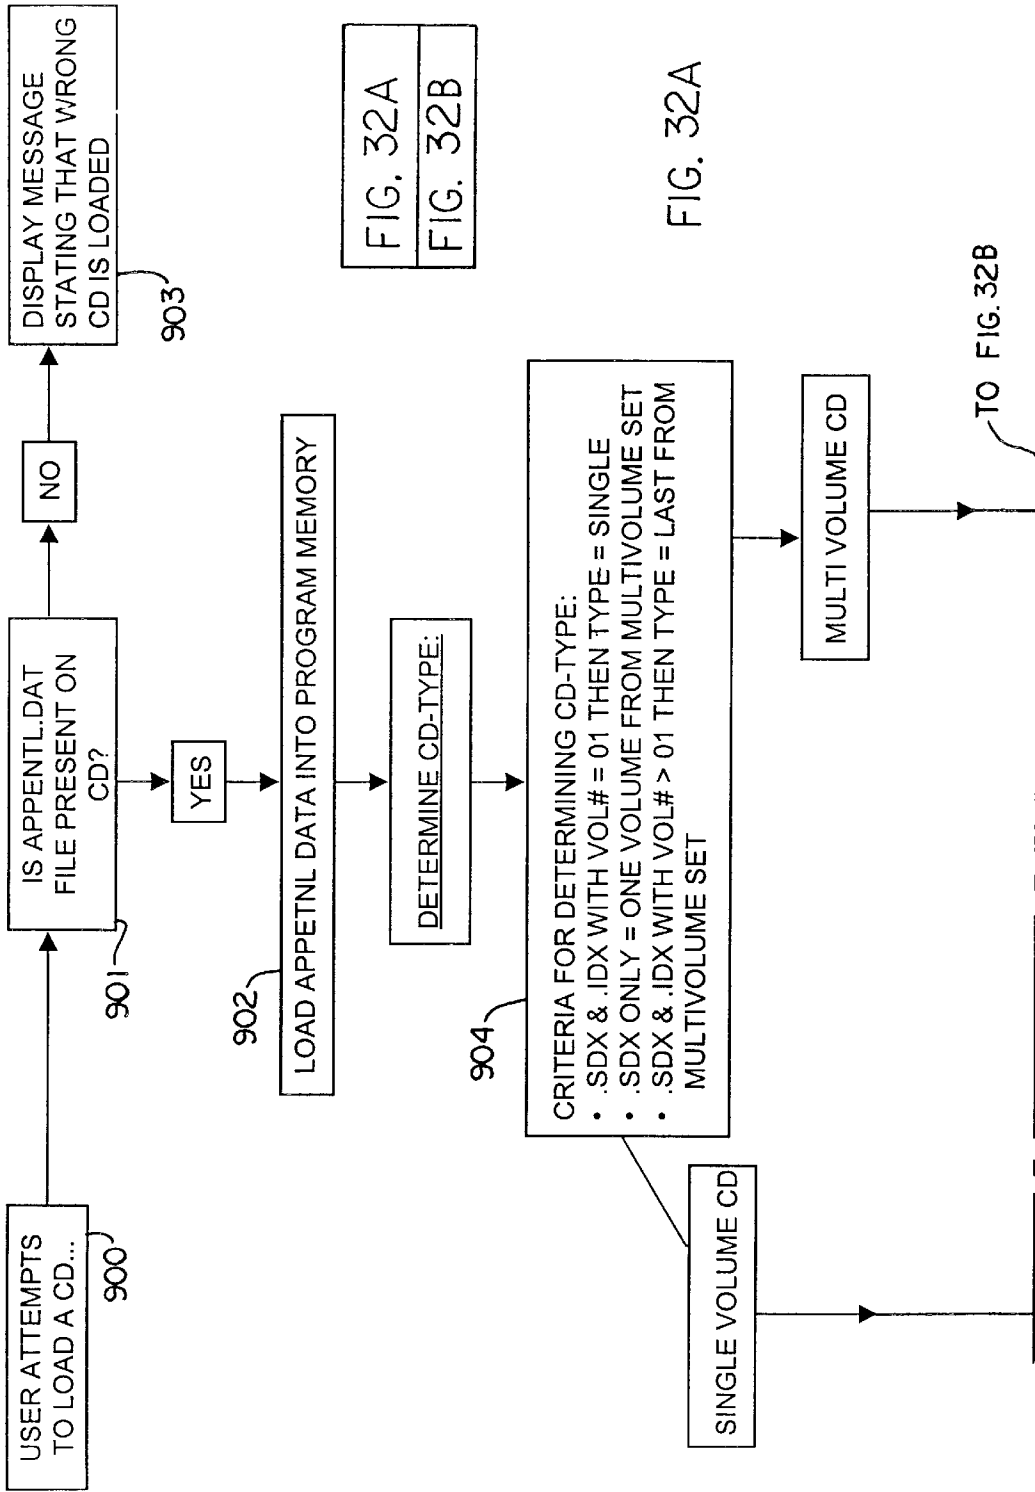 USER ATTEMPTS
TO LOAD A CD...
900
IS APPENTL.DAT
FILE PRESENT ON
CD?
901
NO
DISPLAY MESSAGE
STATING THAT WRONG
CD IS LOADED
903
YES
902
LOAD APPETNL DATA INTO PROGRAM MEMORY
DETERMINE CD-TYPE:
904
CRITERIA FOR DETERMINING CD-TYPE:
• .SDX & .IDX WITH VOL# = 01 THEN TYPE = SINGLE
• .SDX ONLY = ONE VOLUME FROM MULTIVOLUME SET
• .SDX & .IDX WITH VOL# > 01 THEN TYPE = LAST FROM
MULTIVOLUME SET
SINGLE VOLUME CD
MULTI VOLUME CD
FIG. 32A
FIG. 32B
FIG. 32A
TO FIG. 32B